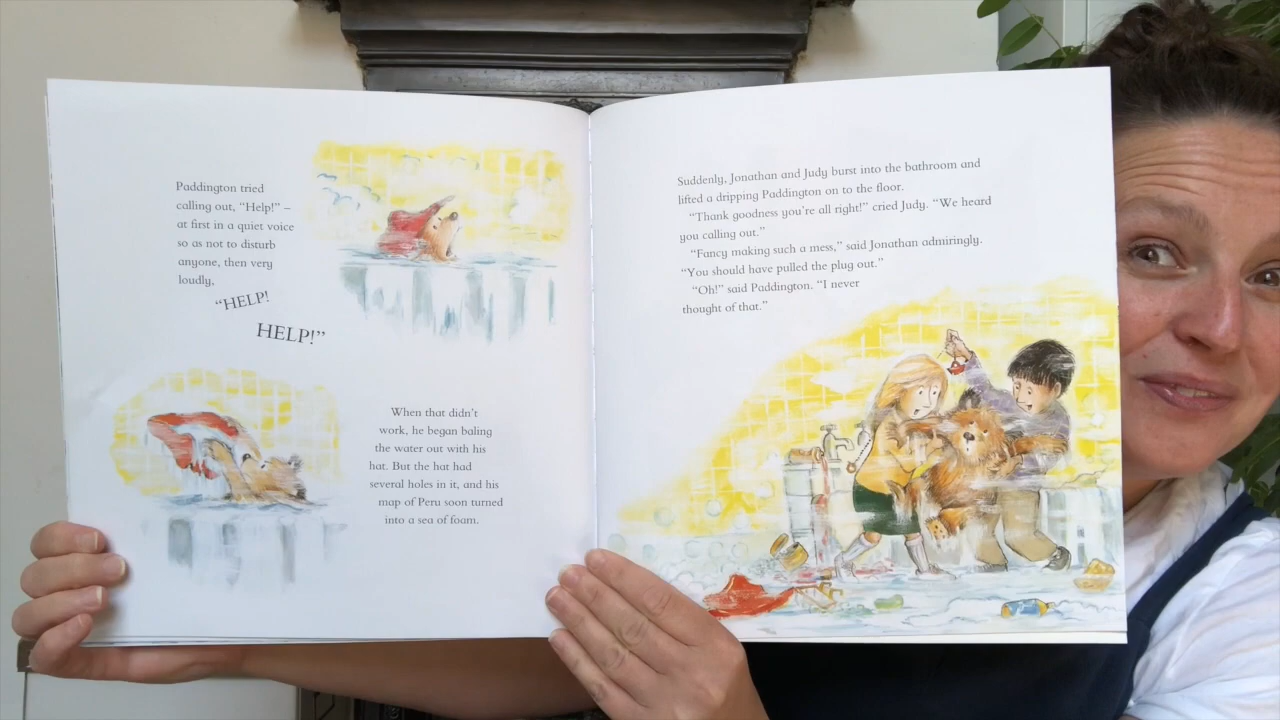 Paddington tried
calling out, “Help!” –
at first in a quiet voice
so as not to disturb
anyone, then very
loudly.
“HELP!
HELP!”
When that didn’t
work, he began baling
the water out with his
hat. But the hat had
several holes in it, and his
map of Peru soon turned
into a sea of foam.
Suddenly, Jonathan and Judy burst into the bathroom and
lifted a dripping Paddington on to the floor.
“Thank goodness you’re all right!” cried Judy. “We heard
you calling out.”
“Fancy making such a mess,” said Jonathan admiringly.
“You should have pulled the plug out.”
“Oh!” said Paddington. “I never
thought of that.”